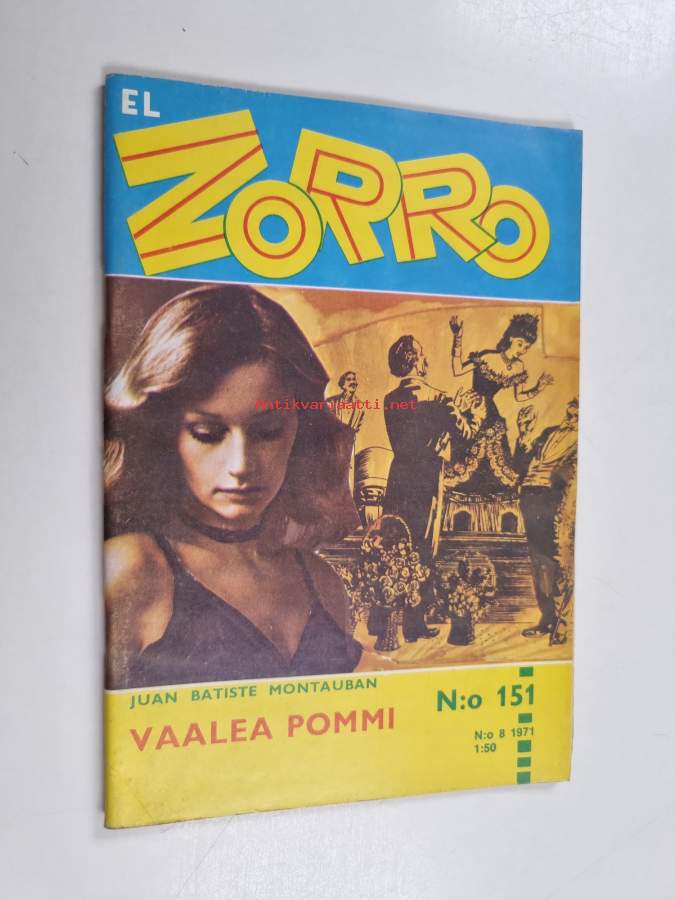 EL
ZORRO
antikvariaatti.net
JUAN BATISTE MONTAUBAN
VAALEA POMMI
N:o 151
N:o 8 1971
1:50